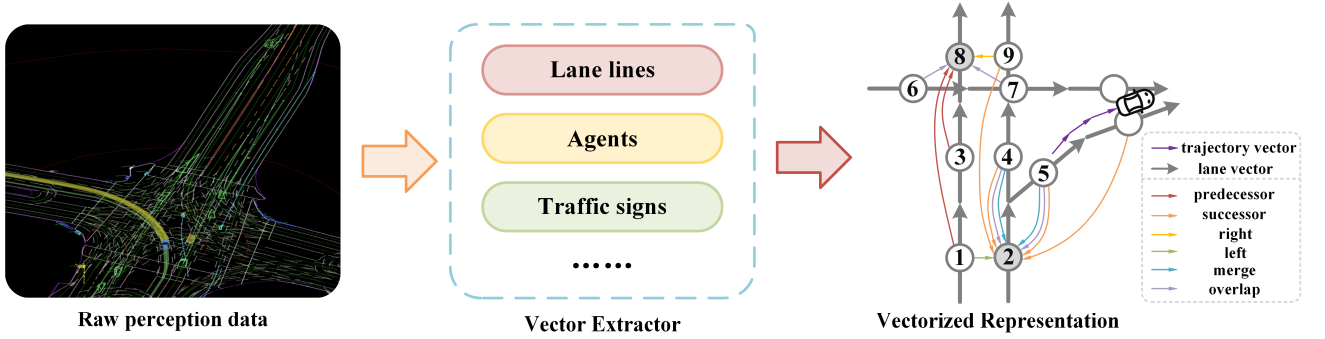 Lane lines
Agents
Traffic signs
......
Raw perception data
Vector Extractor
8
9
6
7
3
4
5
1
2
Vectorized Representation
trajectory vector
lane vector
predecessor
successor
right
left
merge
overlap